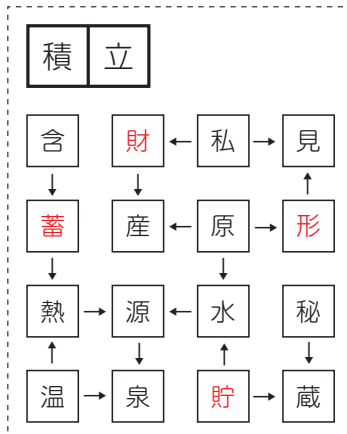 積立
含 財 私 見
蓄 産 原 形
熱 源 水 秘
温 泉 貯 蔵